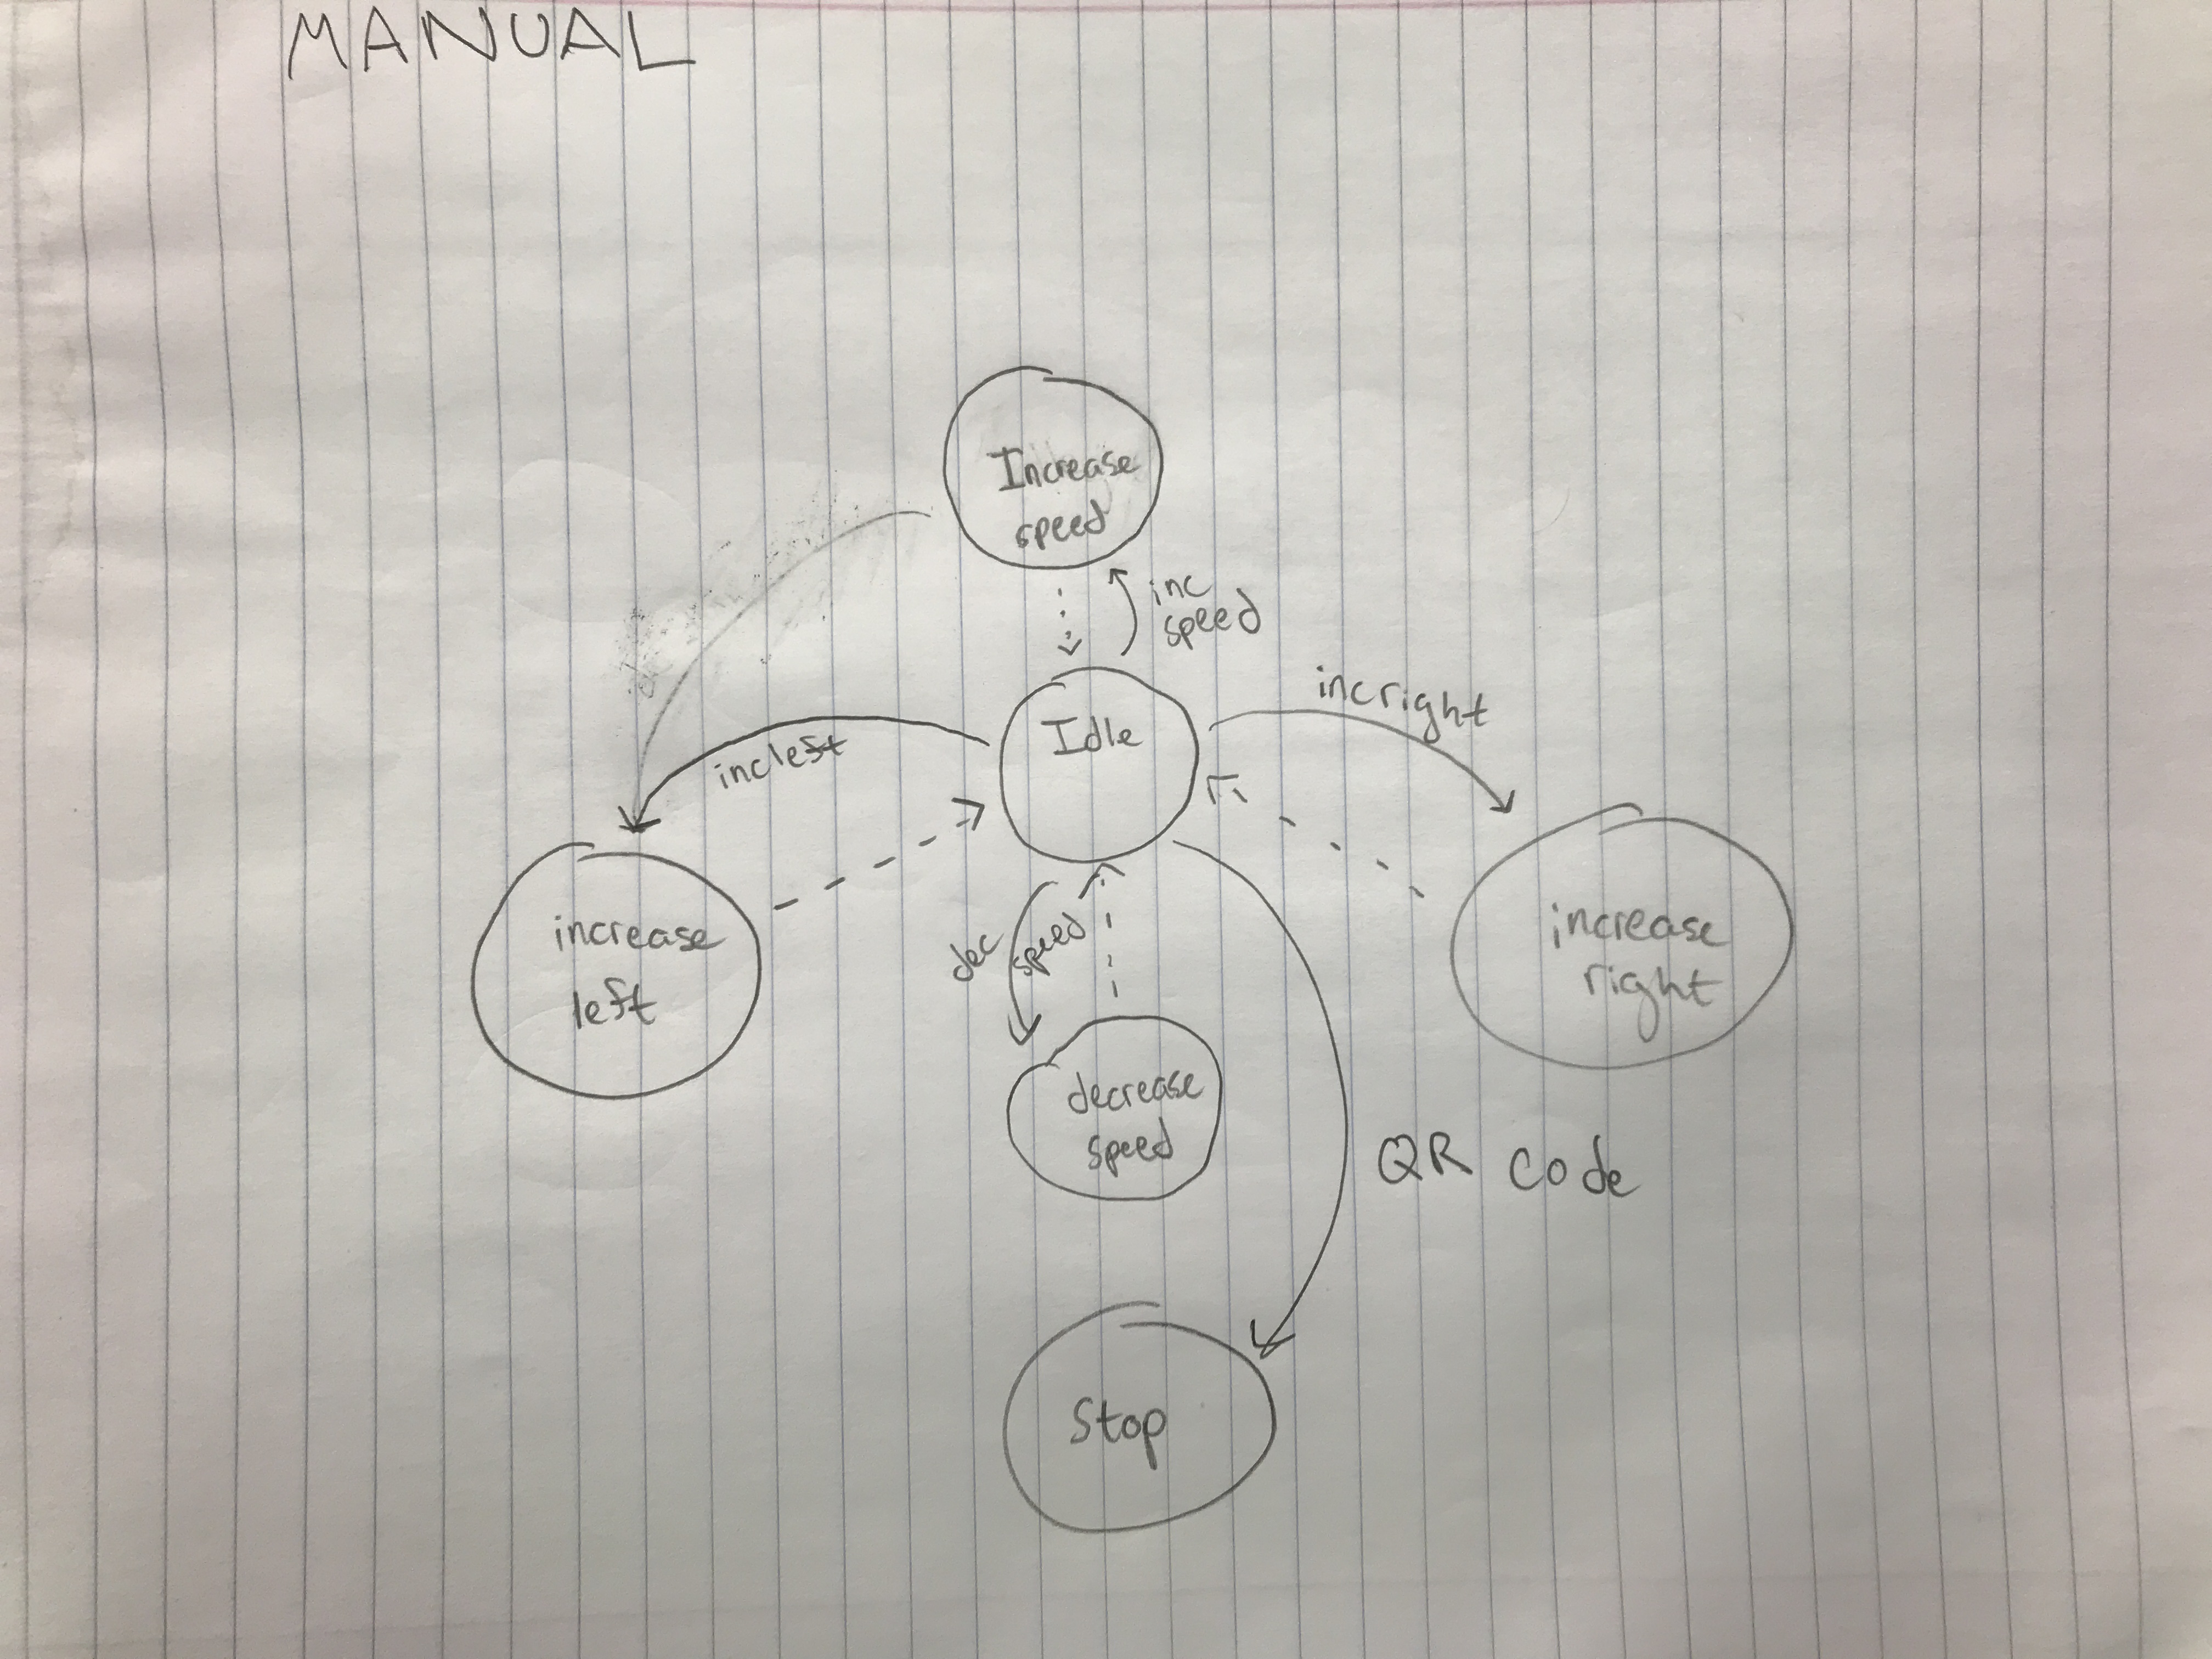 MANUAL
Increase
speed
inc
speed
Idle
incright
incleft
increase
left
dec speed
increase
right
decrease
speed
QR Code
Stop